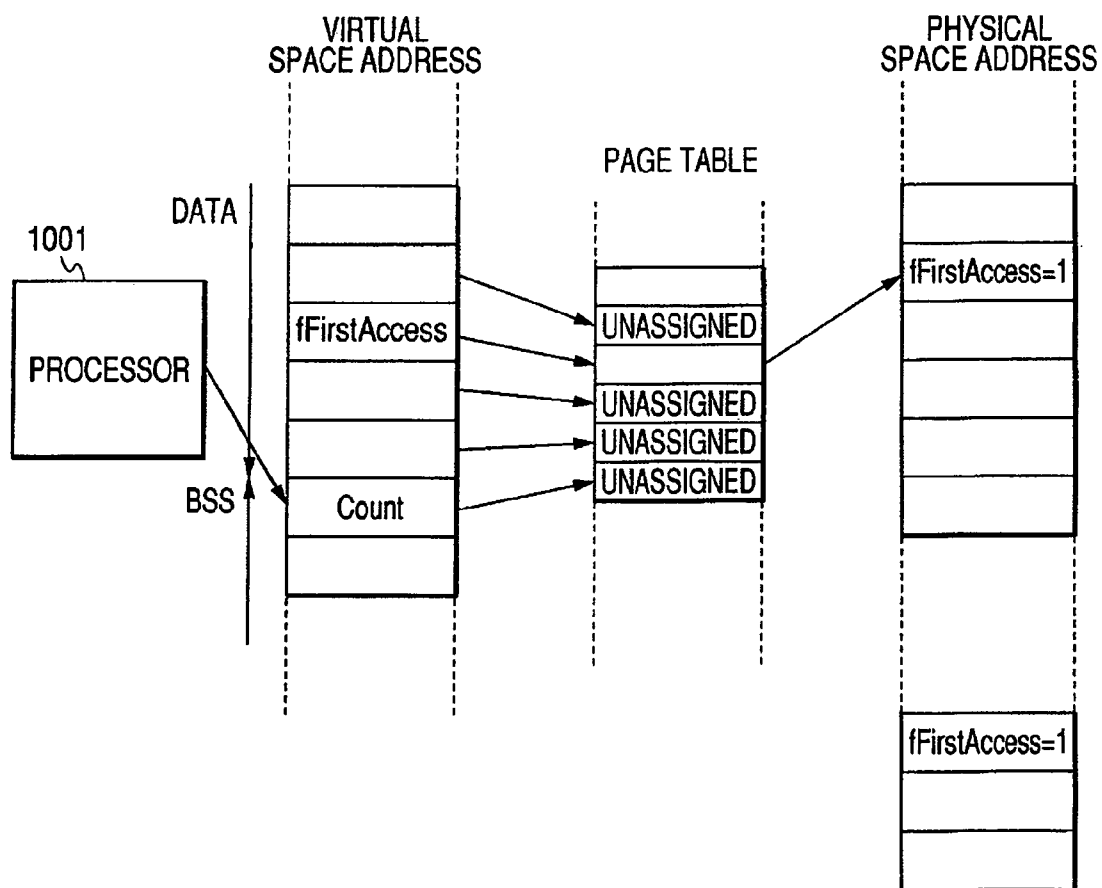 VIRTUAL
SPACE ADDRESS
PHYSICAL
SPACE ADDRESS
PAGE TABLE
DATA
1001
PROCESSOR
fFirstAccess
BSS
Count
UNASSIGNED
UNASSIGNED
UNASSIGNED
UNASSIGNED
fFirstAccess=1
fFirstAccess=1